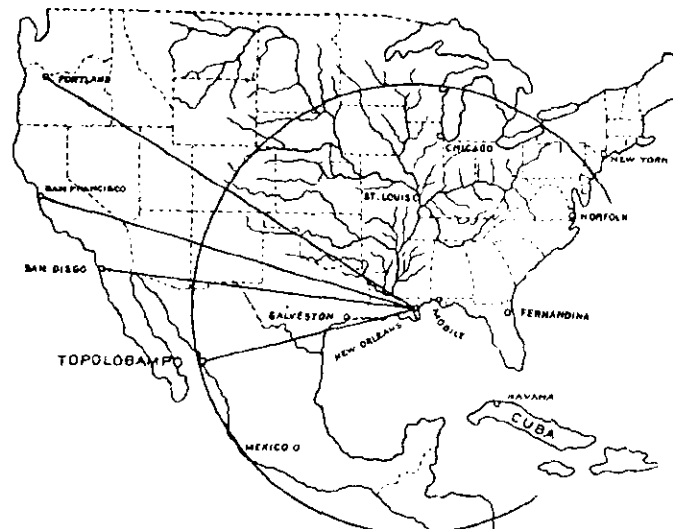 PORTLAND
CHICAGO
NEW YORK
SAN FRANCISCO
ST. LOUIS
NORFOLK
SAN DIEGO
GALVESTON
NEW ORLEANS
MOBILE
FERNANDINA
TOPOLOBAMPO
HAVANA
CUBA
MEXICO